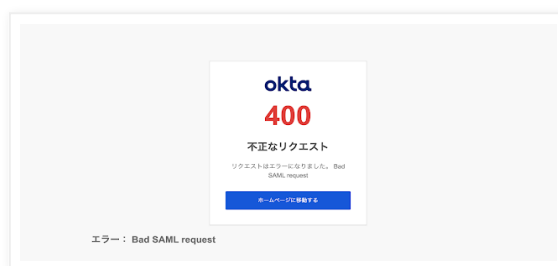 okta
400
不正なリクエスト
リクエストはエラーになりました。 Bad
SAML request
ホームページに移動する
エラー： Bad SAML request